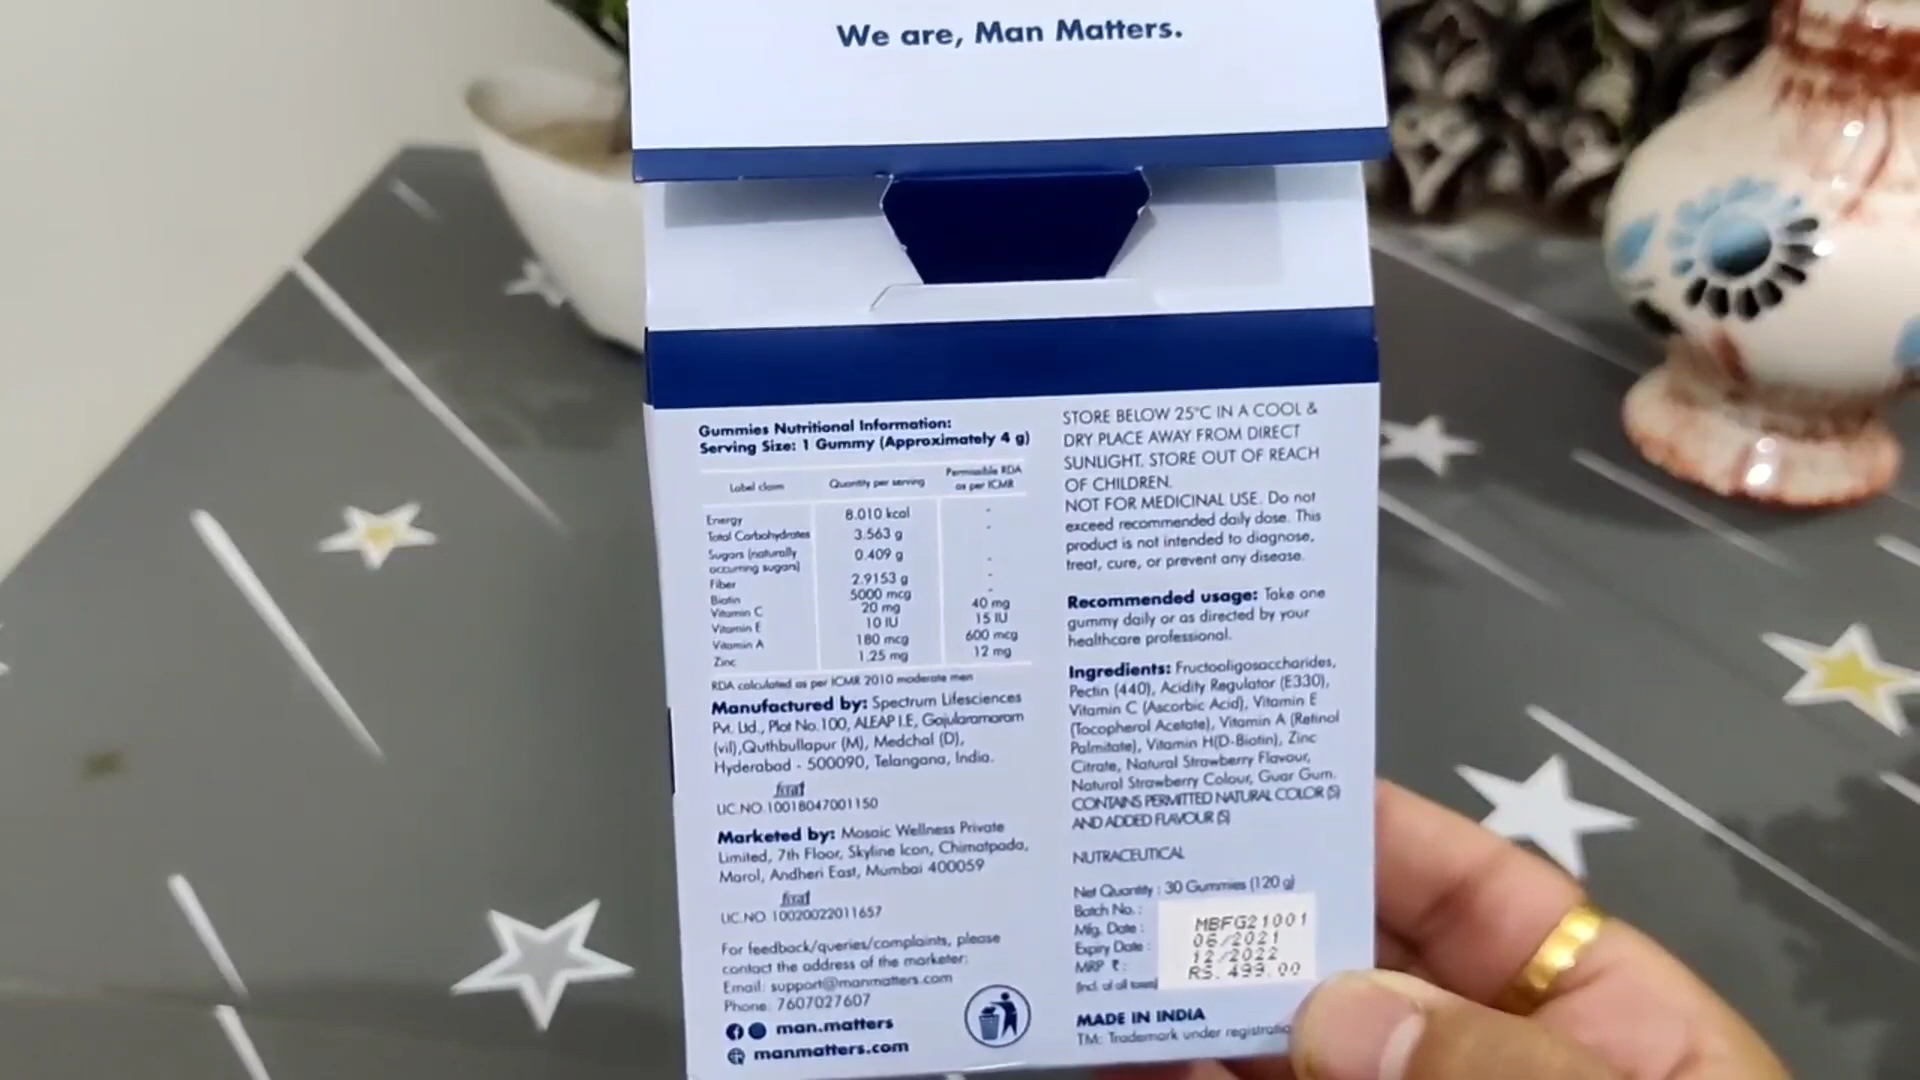 We are, Man Matters.
Gummies Nutritional Information:
Serving Size: 1 Gummy (Approximately 4 g)
Label claim Quantity per serving Permissible RDA as per ICMR
Energy 8.010 kcal -
Total Carbohydrates 3.563 g -
Sugars (naturally occurring sugars) 0.409 g -
Fiber 2.9153 g -
Biotin 5000 mcg -
Vitamin C 20 mg 40 mg
Vitamin E 10 IU 15 IU
Vitamin A 180 mcg 600 mcg
Zinc 1.25 mg 12 mg
RDA calculated as per ICMR 2010 moderate men
Manufactured by: Spectrum Lifesciences
Pvt. Ltd., Plot No.100, ALEAP I.E, Gajularamaram
(vil),Quthbullapur (M), Medchal (D),
Hyderabad - 500090, Telangana, India.
fssai
LIC.NO.10018047001150
Marketed by: Mosaic Wellness Private
Limited, 7th Floor, Skyline Icon, Chimatpada,
Marol, Andheri East, Mumbai 400059
fssai
LIC.NO 10020022011657
For feedback/queries/complaints, please
contact the address of the marketer:
Email: support@manmatters.com
Phone: 7607027607
man.matters
manmatters.com
STORE BELOW 25°C IN A COOL &
DRY PLACE AWAY FROM DIRECT
SUNLIGHT. STORE OUT OF REACH
OF CHILDREN.
NOT FOR MEDICINAL USE. Do not
exceed recommended daily dose. This
product is not intended to diagnose,
treat, cure, or prevent any disease.
Recommended usage: Take one
gummy daily or as directed by your
healthcare professional.
Ingredients: Fructooligosaccharides,
Pectin (440), Acidity Regulator (E330),
Vitamin C (Ascorbic Acid), Vitamin E
(Tocopherol Acetate), Vitamin A (Retinol
Palmitate), Vitamin H(D-Biotin), Zinc
Citrate, Natural Strawberry Flavour,
Natural Strawberry Colour, Guar Gum.
CONTAINS PERMITTED NATURAL COLOR (S)
AND ADDED FLAVOUR (S)
NUTRACEUTICAL
Net Quantity : 30 Gummies (120 g)
Batch No. : MBFG21001
Mfg. Date : 06/2021
Expiry Date : 12/2022
MRP ₹ : RS. 499.00
(Incl. of all taxes)
MADE IN INDIA
TM: Trademark under registratio